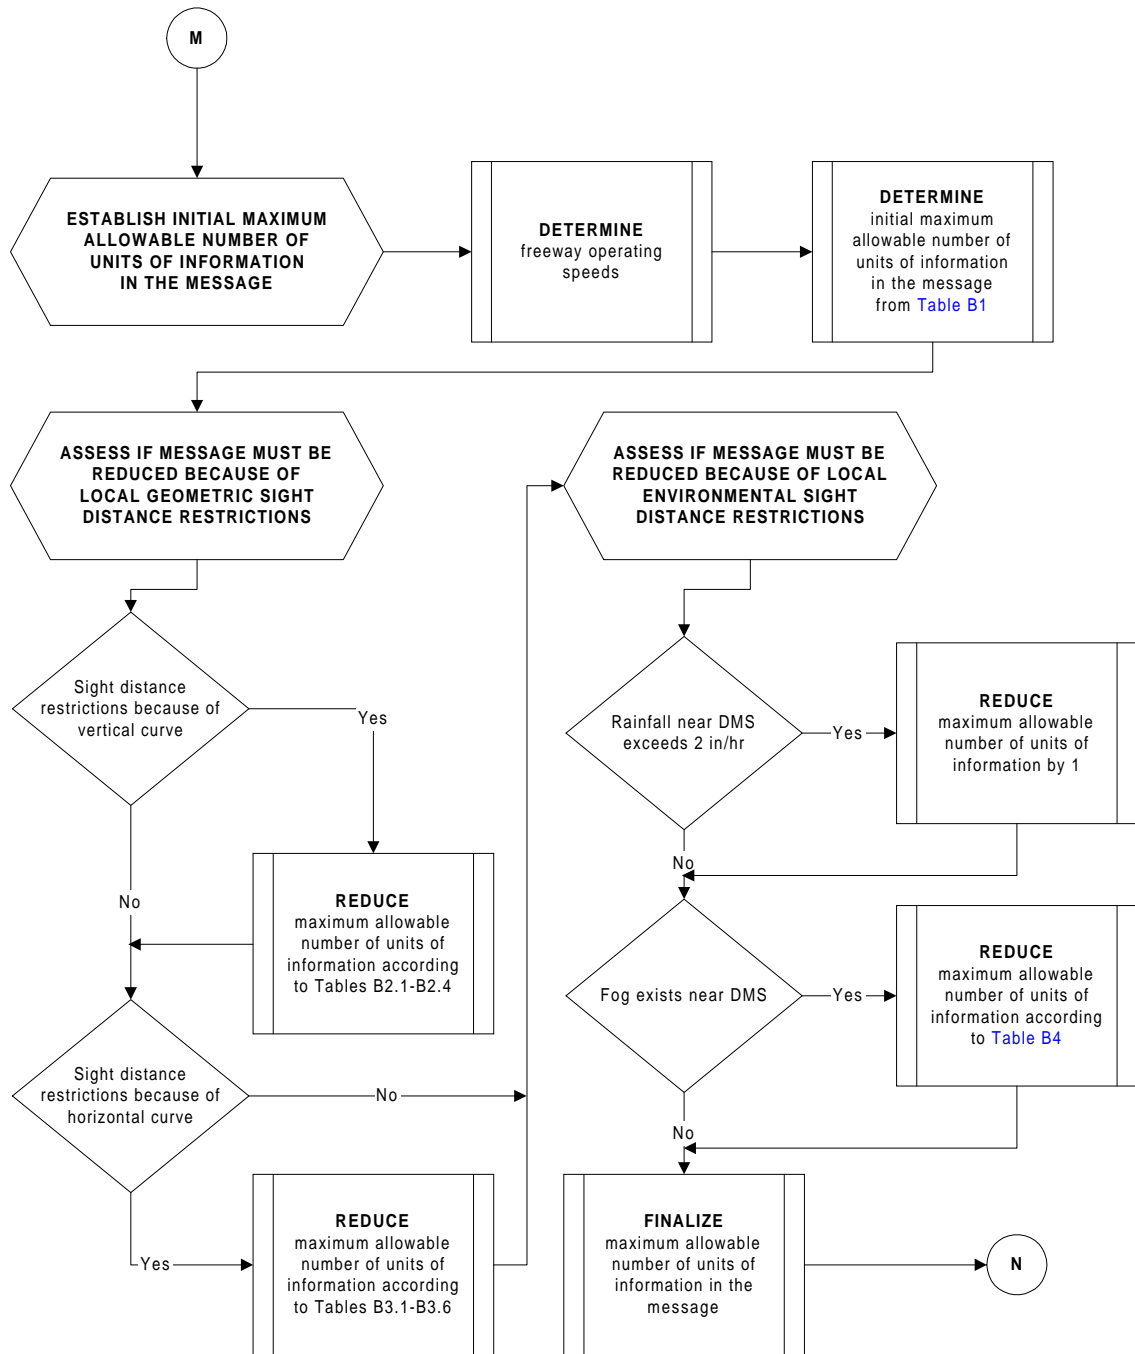 M
ESTABLISH INITIAL MAXIMUM
ALLOWABLE NUMBER OF
UNITS OF INFORMATION
IN THE MESSAGE
DETERMINE
freeway operating
speeds
DETERMINE
initial maximum
allowable number of
units of information
in the message
from Table B1
ASSESS IF MESSAGE MUST BE
REDUCED BECAUSE OF
LOCAL GEOMETRIC SIGHT
DISTANCE RESTRICTIONS
Sight distance
restrictions because of
vertical curve
Yes
No
REDUCE
maximum allowable
number of units of
information according
to Tables B2.1-B2.4
Sight distance
restrictions because of
horizontal curve
No
Yes
REDUCE
maximum allowable
number of units of
information according
to Tables B3.1-B3.6
ASSESS IF MESSAGE MUST BE
REDUCED BECAUSE OF LOCAL
ENVIRONMENTAL SIGHT
DISTANCE RESTRICTIONS
Rainfall near DMS
exceeds 2 in/hr
Yes
REDUCE
maximum allowable
number of units of
information by 1
No
Fog exists near DMS
Yes
REDUCE
maximum allowable
number of units of
information according
to Table B4
No
FINALIZE
maximum allowable
number of units of
information in the
message
N